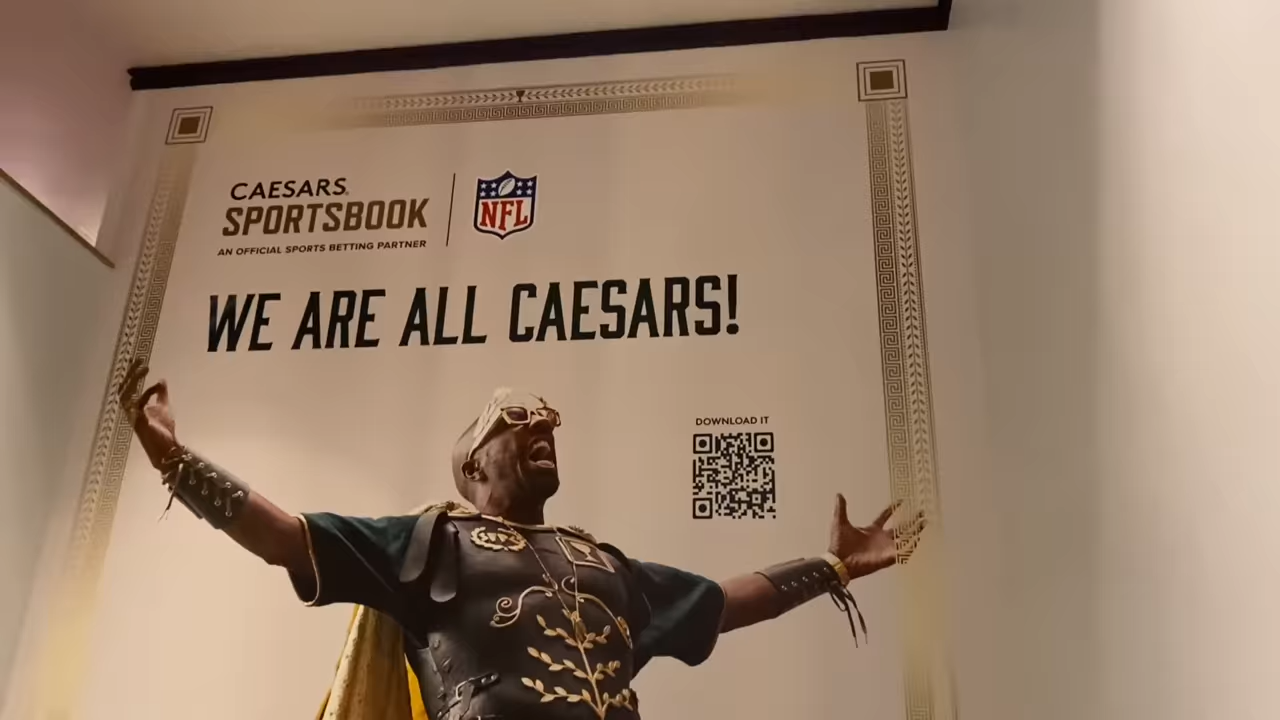 CAESARS
SPORTSBOOK
AN OFFICIAL SPORTS BETTING PARTNER
NFL
WE ARE ALL CAESARS!
DOWNLOAD IT